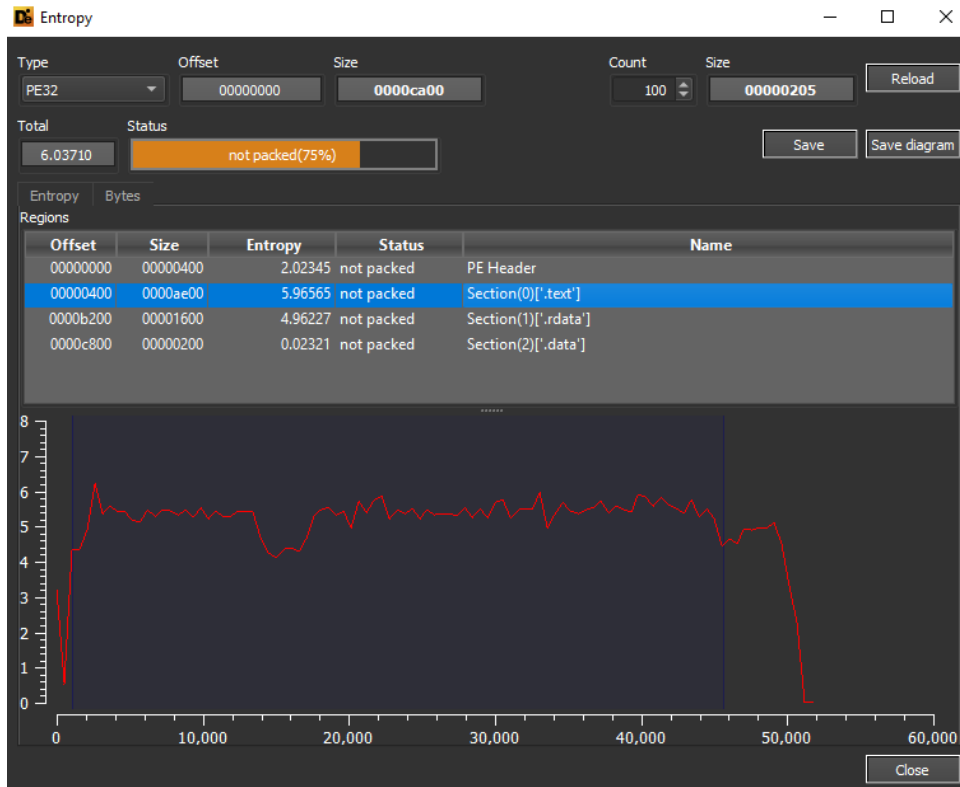 De Entropy
Type Offset Size Count Size
PE32 00000000 0000ca00 100 00000205 Reload
Total Status
6.03710 not packed(75%) Save Save diagram
Entropy Bytes
Regions
Offset Size Entropy Status Name
00000000 00000400 2.02345 not packed PE Header
00000400 0000ae00 5.96565 not packed Section(0)['.text']
0000b200 00001600 4.96227 not packed Section(1)['.rdata']
0000c800 00000200 0.02321 not packed Section(2)['.data']
8
7
6
5
4
3
2
1
0
0 10,000 20,000 30,000 40,000 50,000 60,000
Close